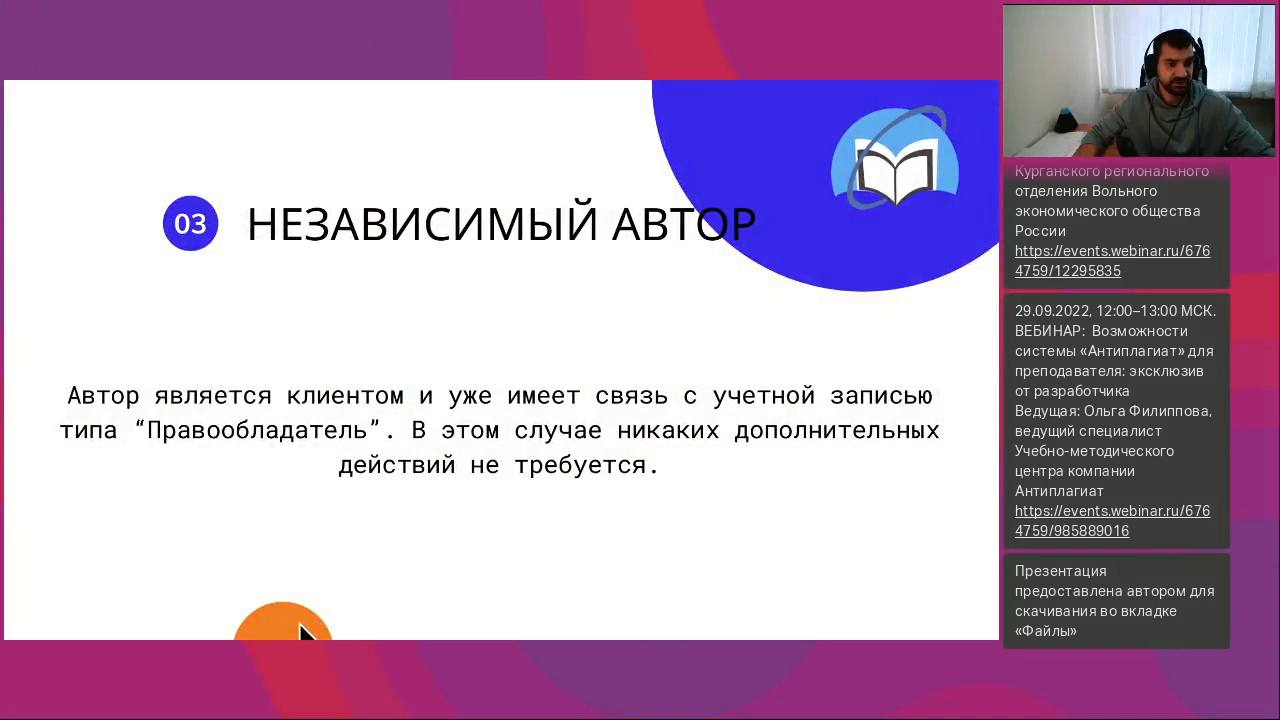 03
НЕЗАВИСИМЫЙ АВТОР
Автор является клиентом и уже имеет связь с учетной записью
типа “Правообладатель”. В этом случае никаких дополнительных
действий не требуется.
Курганского регионального
отделения Вольного
экономического общества
России
https://events.webinar.ru/676
4759/12295835
29.09.2022, 12:00–13:00 МСК.
ВЕБИНАР: Возможности
системы «Антиплагиат» для
преподавателя: эксклюзив
от разработчика
Ведущая: Ольга Филиппова,
ведущий специалист
Учебно-методического
центра компании
Антиплагиат
https://events.webinar.ru/676
4759/985889016
Презентация
предоставлена автором для
скачивания во вкладке
«Файлы»